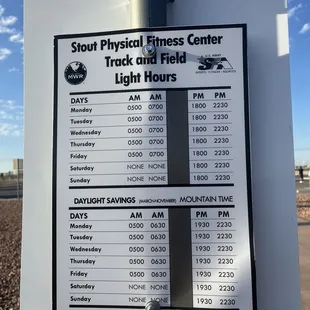 Stout Physical Fitness Center
Track and Field
Light Hours
MWR
DAYS AM AM PM PM
Monday 0500 0700 1800 2230
Tuesday 0500 0700 1800 2230
Wednesday 0500 0700 1800 2230
Thursday 0500 0700 1800 2230
Friday 0500 0700 1800 2230
Saturday NONE NONE 1800 2230
Sunday NONE NONE 1800 2230
DAYLIGHT SAVINGS (MARCH-NOVEMBER) MOUNTAIN TIME
DAYS AM AM PM PM
Monday 0500 0630 1930 2230
Tuesday 0500 0630 1930 2230
Wednesday 0500 0630 1930 2230
Thursday 0500 0630 1930 2230
Friday 0500 0630 1930 2230
Saturday NONE NONE 1930 2230
Sunday NONE NONE 1930 2230